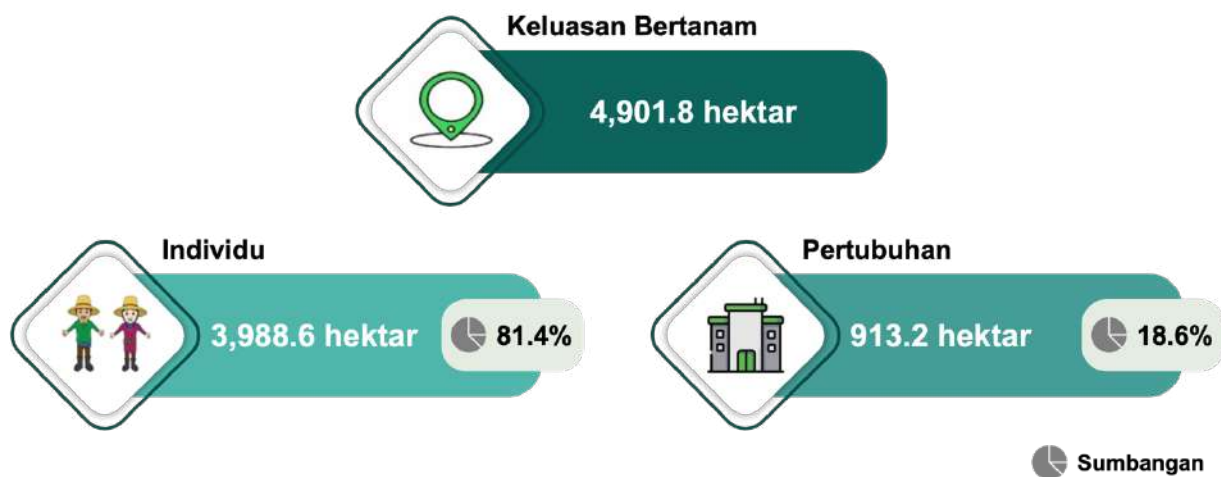 Keluasan Bertanam
4,901.8 hektar
Individu
3,988.6 hektar
81.4%
Pertubuhan
913.2 hektar
18.6%
Sumbangan